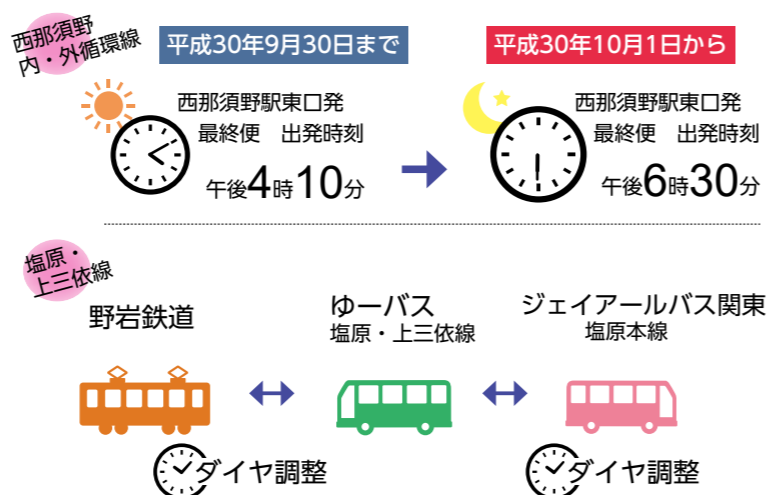 西那須野
内・外循環線
平成30年9月30日まで
平成30年10月1日から
西那須野駅東口発
最終便　出発時刻
午後4時10分
西那須野駅東口発
最終便　出発時刻
午後6時30分
塩原・
上三依線
野岩鉄道
ゆーバス
塩原・上三依線
ジェイアールバス関東
塩原本線
ダイヤ調整
ダイヤ調整